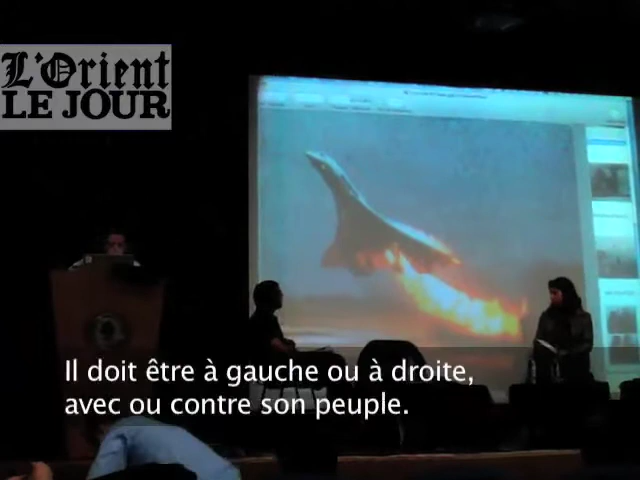 L'Orient
LE JOUR
Il doit être à gauche ou à droite,
avec ou contre son peuple.